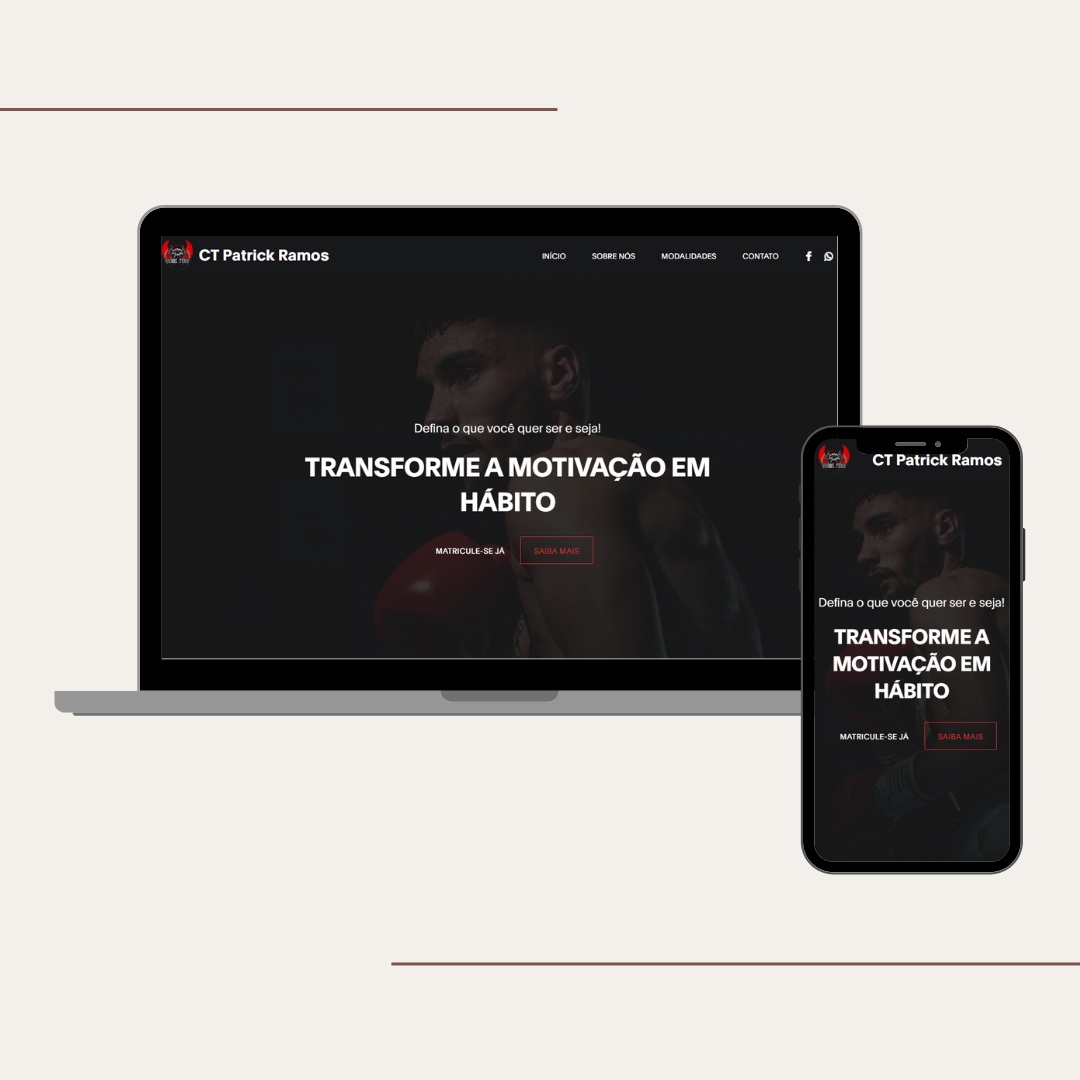 CT Patrick Ramos
INÍCIO SOBRE NÓS MODALIDADES CONTATO
Defina o que você quer ser e seja!
TRANSFORME A MOTIVAÇÃO EM
HÁBITO
MATRICULE-SE JÁ SAIBA MAIS
CT Patrick Ramos
Defina o que você quer ser e seja!
TRANSFORME A
MOTIVAÇÃO EM
HÁBITO
MATRICULE-SE JÁ SAIBA MAIS